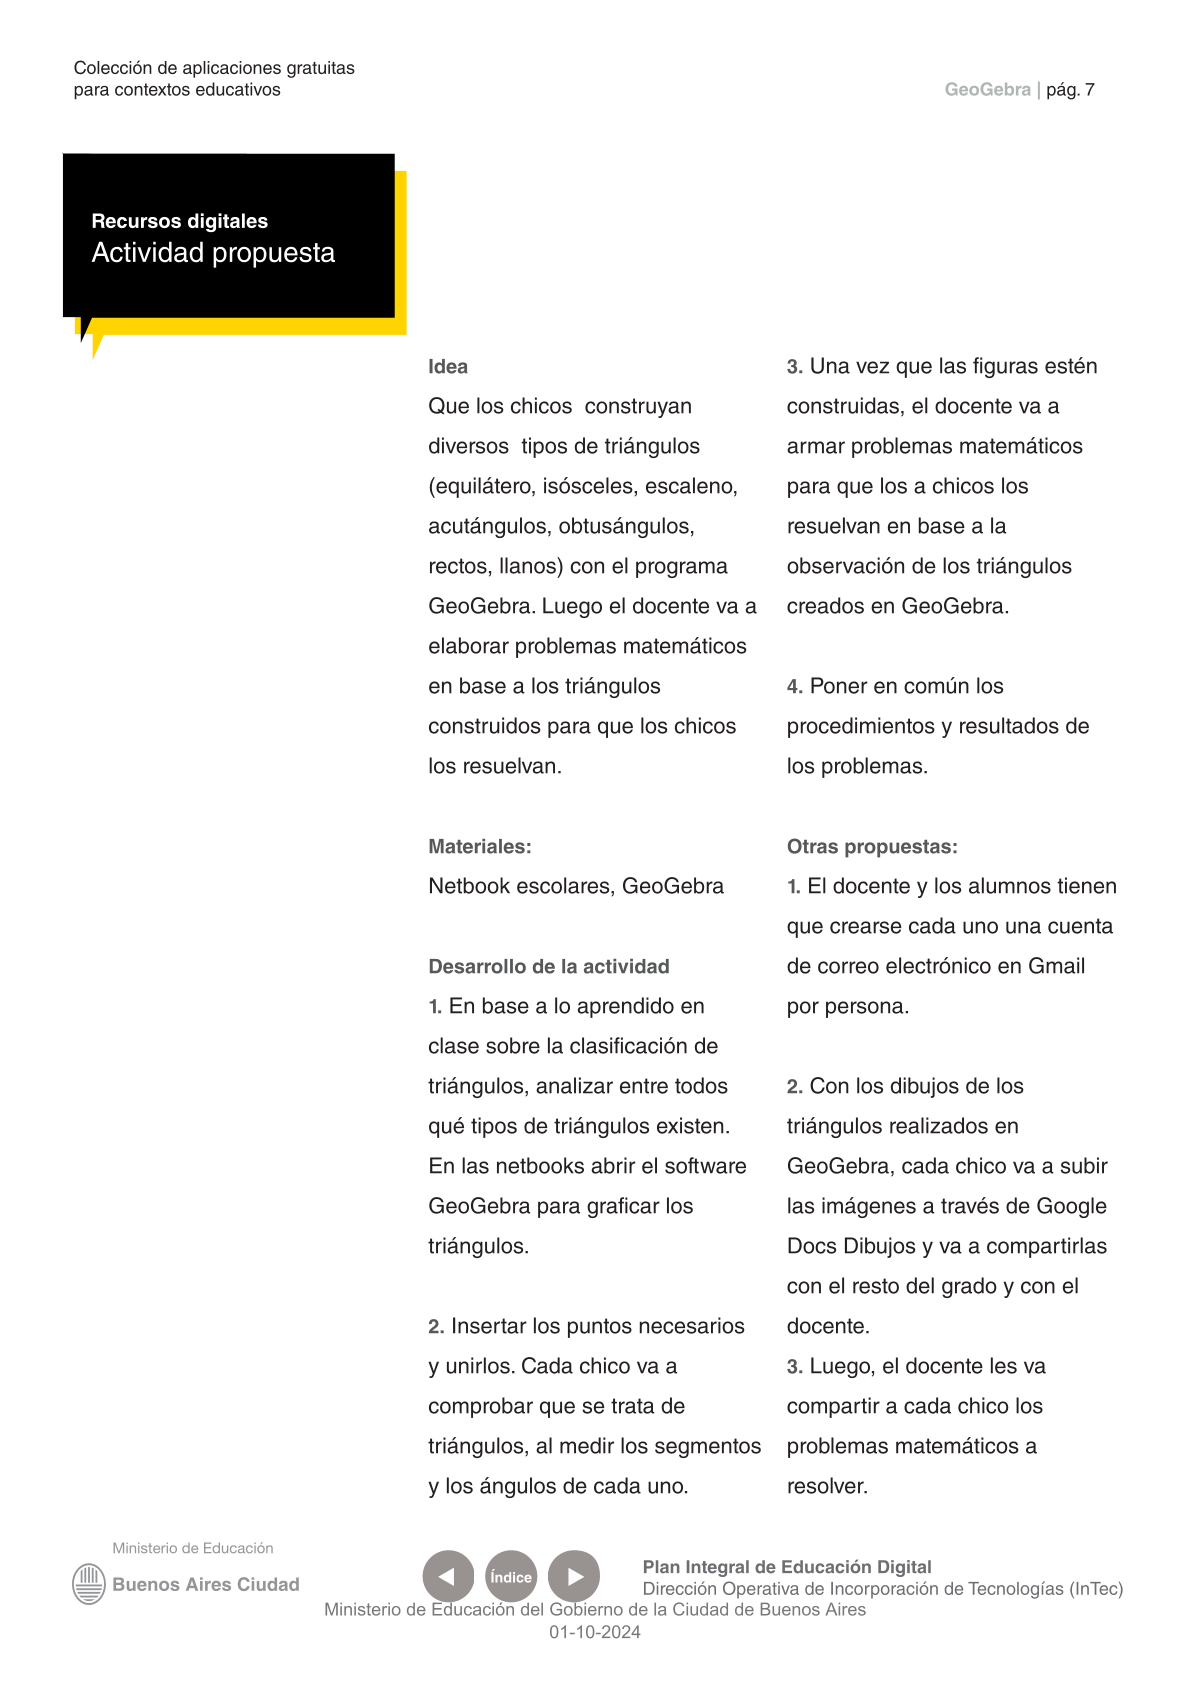 Colección de aplicaciones gratuitas
para contextos educativos
GeoGebra | pág. 7
Recursos digitales
Actividad propuesta
Idea
Que los chicos  construyan
diversos  tipos de triángulos
(equilátero, isósceles, escaleno,
acutángulos, obtusángulos,
rectos, llanos) con el programa
GeoGebra. Luego el docente va a
elaborar problemas matemáticos
en base a los triángulos
construidos para que los chicos
los resuelvan.
Materiales:
Netbook escolares, GeoGebra
Desarrollo de la actividad
1. En base a lo aprendido en
clase sobre la clasificación de
triángulos, analizar entre todos
qué tipos de triángulos existen.
En las netbooks abrir el software
GeoGebra para graficar los
triángulos.
2. Insertar los puntos necesarios
y unirlos. Cada chico va a
comprobar que se trata de
triángulos, al medir los segmentos
y los ángulos de cada uno.
3. Una vez que las figuras estén
construidas, el docente va a
armar problemas matemáticos
para que los a chicos los
resuelvan en base a la
observación de los triángulos
creados en GeoGebra.
4. Poner en común los
procedimientos y resultados de
los problemas.
Otras propuestas:
1. El docente y los alumnos tienen
que crearse cada uno una cuenta
de correo electrónico en Gmail
por persona.
2. Con los dibujos de los
triángulos realizados en
GeoGebra, cada chico va a subir
las imágenes a través de Google
Docs Dibujos y va a compartirlas
con el resto del grado y con el
docente.
3. Luego, el docente les va
compartir a cada chico los
problemas matemáticos a
resolver.
Ministerio de Educación
Buenos Aires Ciudad
Índice
Plan Integral de Educación Digital
Dirección Operativa de Incorporación de Tecnologías (InTec)
Ministerio de Educación del Gobierno de la Ciudad de Buenos Aires
01-10-2024